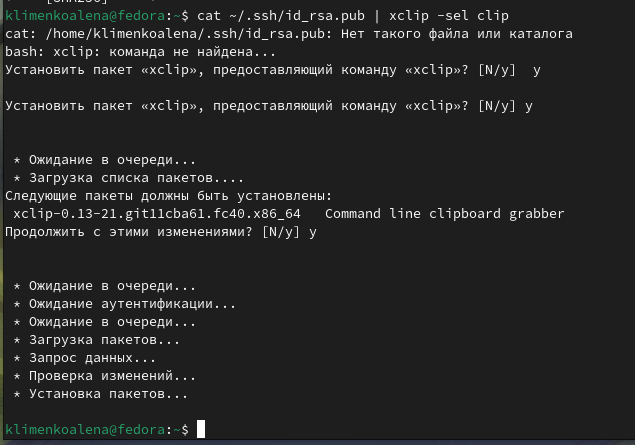 klimenkoalena@fedora:~$ cat ~/.ssh/id_rsa.pub | xclip -sel clip
cat: /home/klimenkoalena/.ssh/id_rsa.pub: Нет такого файла или каталога
bash: xclip: команда не найдена...
Установить пакет «xclip», предоставляющий команду «xclip»? [N/y]  y
Установить пакет «xclip», предоставляющий команду «xclip»? [N/y] y
* Ожидание в очереди...
* Загрузка списка пакетов....
Следующие пакеты должны быть установлены:
xclip-0.13-21.git11cba61.fc40.x86_64   Command line clipboard grabber
Продолжить с этими изменениями? [N/y] y
* Ожидание в очереди...
* Ожидание аутентификации...
* Ожидание в очереди...
* Загрузка пакетов...
* Запрос данных...
* Проверка изменений...
* Установка пакетов...
klimenkoalena@fedora:~$